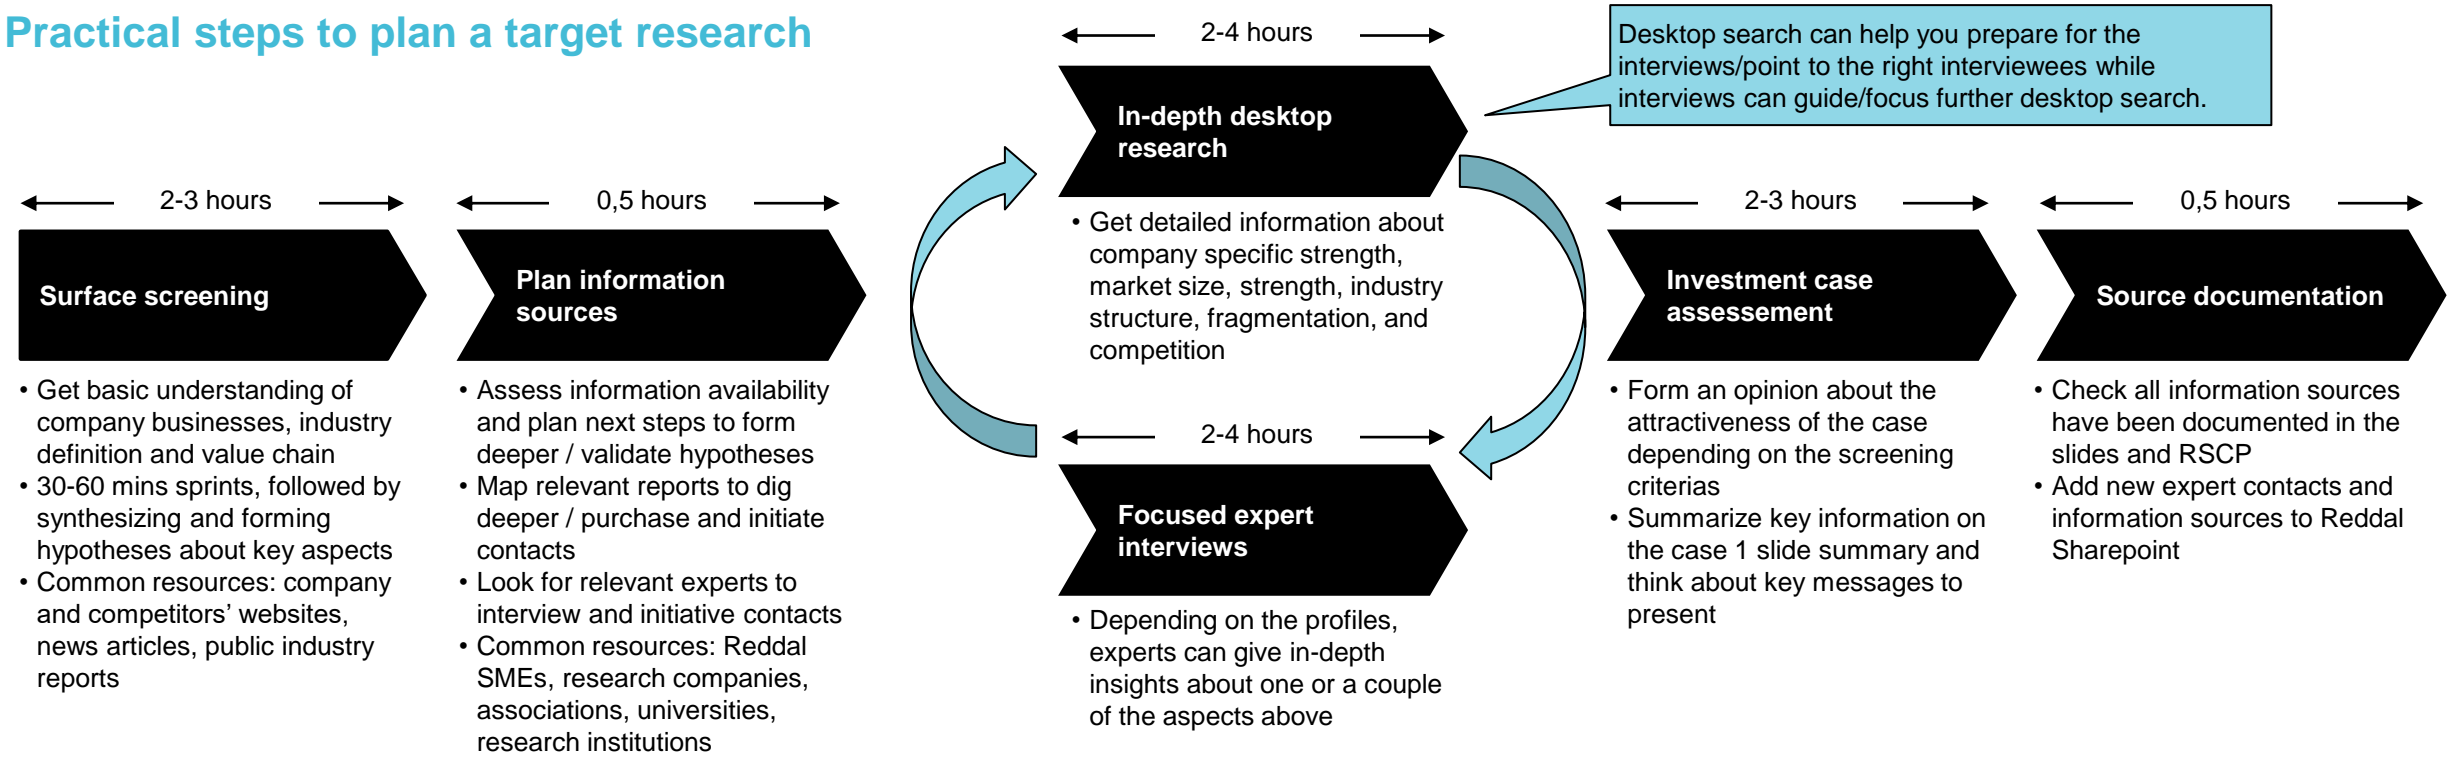 Practical steps to plan a target research
2-3 hours
Surface screening
• Get basic understanding of
company businesses, industry
definition and value chain
• 30-60 mins sprints, followed by
synthesizing and forming
hypotheses about key aspects
• Common resources: company
and competitors’ websites,
news articles, public industry
reports
0,5 hours
Plan information
sources
• Assess information availability
and plan next steps to form
deeper / validate hypotheses
• Map relevant reports to dig
deeper / purchase and initiate
contacts
• Look for relevant experts to
interview and initiative contacts
• Common resources: Reddal
SMEs, research companies,
associations, universities,
research institutions
2-4 hours
In-depth desktop
research
• Get detailed information about
company specific strength,
market size, strength, industry
structure, fragmentation, and
competition
2-4 hours
Focused expert
interviews
• Depending on the profiles,
experts can give in-depth
insights about one or a couple
of the aspects above
Desktop search can help you prepare for the
interviews/point to the right interviewees while
interviews can guide/focus further desktop search.
2-3 hours
Investment case
assessement
• Form an opinion about the
attractiveness of the case
depending on the screening
criterias
• Summarize key information on
the case 1 slide summary and
think about key messages to
present
0,5 hours
Source documentation
• Check all information sources
have been documented in the
slides and RSCP
• Add new expert contacts and
information sources to Reddal
Sharepoint